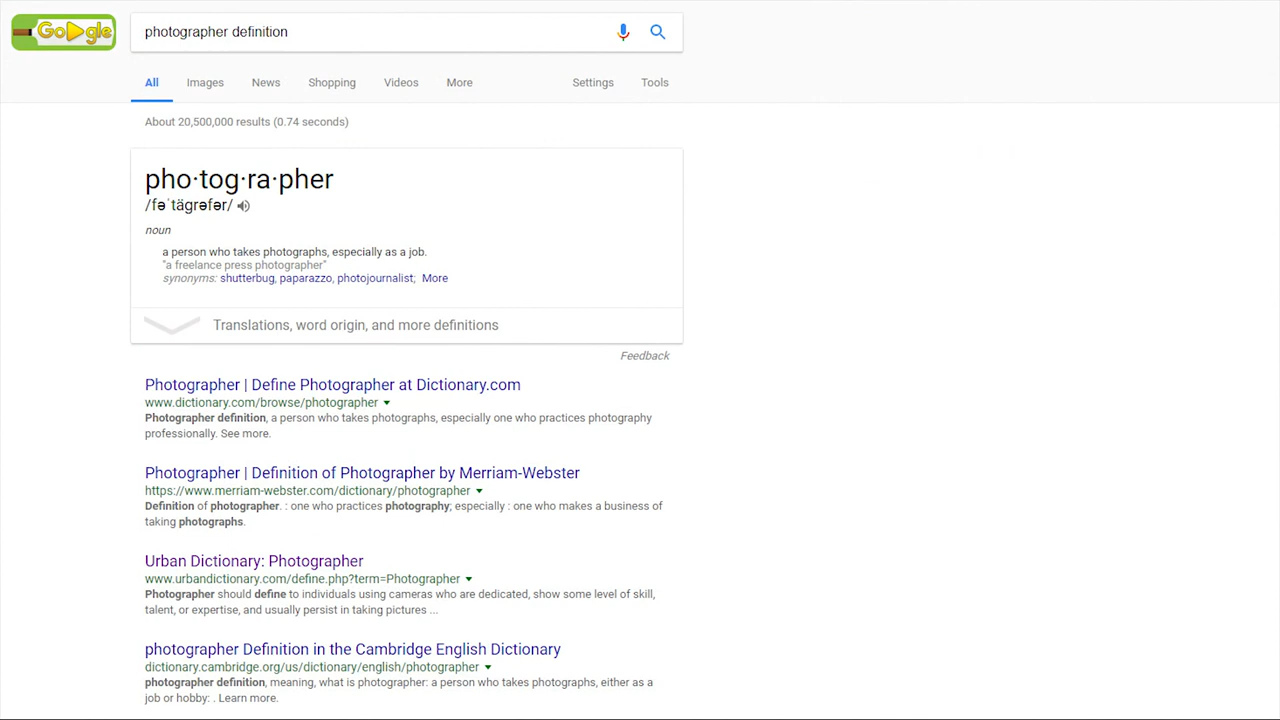 Google
photographer definition
All Images News Shopping Videos More Settings Tools
About 20,500,000 results (0.74 seconds)
pho·tog·ra·pher
/fəˈtäɡrəfər/
noun
a person who takes photographs, especially as a job.
"a freelance press photographer"
synonyms: shutterbug, paparazzo, photojournalist; More
Translations, word origin, and more definitions
Feedback
Photographer | Define Photographer at Dictionary.com
www.dictionary.com/browse/photographer
Photographer definition, a person who takes photographs, especially one who practices photography
professionally. See more.
Photographer | Definition of Photographer by Merriam-Webster
https://www.merriam-webster.com/dictionary/photographer
Definition of photographer. : one who practices photography; especially : one who makes a business of
taking photographs.
Urban Dictionary: Photographer
www.urbandictionary.com/define.php?term=Photographer
Photographer should define to individuals using cameras who are dedicated, show some level of skill,
talent, or expertise, and usually persist in taking pictures ...
photographer Definition in the Cambridge English Dictionary
dictionary.cambridge.org/us/dictionary/english/photographer
photographer definition, meaning, what is photographer: a person who takes photographs, either as a
job or hobby: . Learn more.